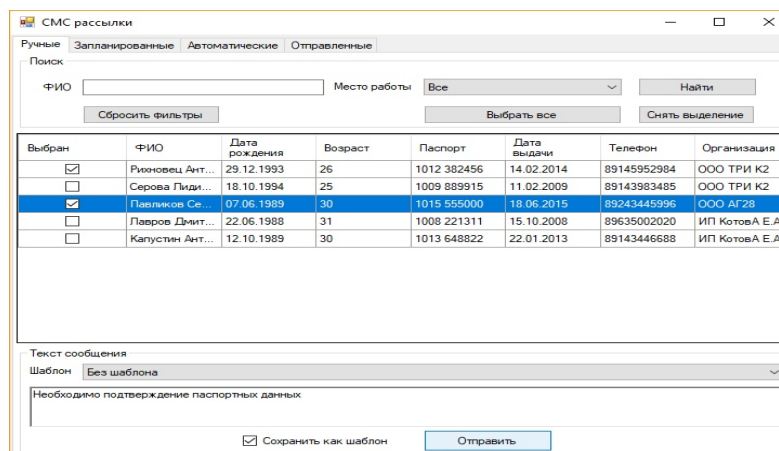 СМС рассылки
Ручные Запланированные Автоматические Отправленные
Поиск
ФИО Место работы Все Найти
Сбросить фильтры Выбрать все Снять выделение
Выбран ФИО Дата рождения Возраст Паспорт Дата выдачи Телефон Организация
Рихновец Ант... 29.12.1993 26 1012 382456 14.02.2014 89145952984 ООО ТРИ К2
Серова Лиди... 18.10.1994 25 1009 889915 11.02.2009 89143983485 ООО ТРИ К2
Павликов Се... 07.06.1989 30 1015 555000 18.06.2015 89243445996 ООО АГ28
Лавров Дмит... 22.06.1988 31 1008 221311 15.10.2008 89635002020 ИП КотовА Е.А
Капустин Ант... 12.10.1989 30 1013 648822 22.01.2013 89143446688 ИП КотовА Е.А
Текст сообщения
Шаблон Без шаблона
Необходимо подтверждение паспортных данных
Сохранить как шаблон Отправить